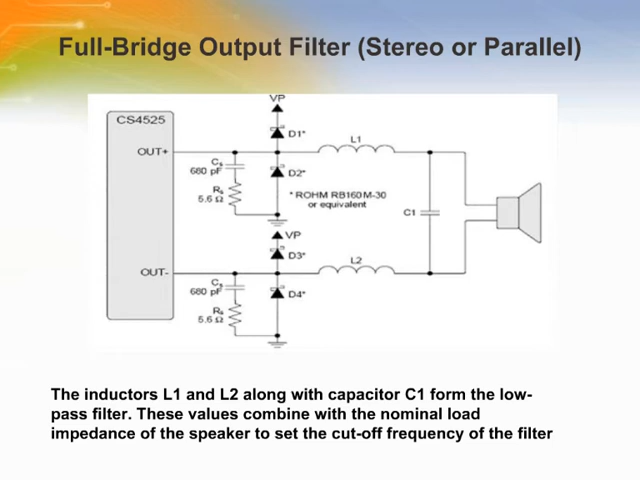 Full-Bridge Output Filter (Stereo or Parallel)
VP
CS4525
D1*
L1
OUT+
Cs
680 pF
D2*
Rs
5.6 Ω
* ROHM RB160M-30
or equivalent
C1
VP
D3*
L2
OUT-
Cs
680 pF
D4*
Rs
5.6 Ω
The inductors L1 and L2 along with capacitor C1 form the low-
pass filter. These values combine with the nominal load
impedance of the speaker to set the cut-off frequency of the filter